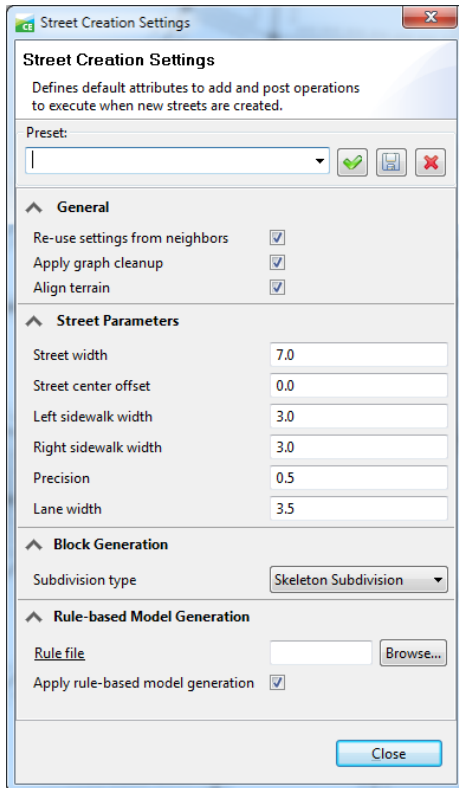 CE Street Creation Settings
Street Creation Settings
Defines default attributes to add and post operations
to execute when new streets are created.
Preset:
General
Re-use settings from neighbors
Apply graph cleanup
Align terrain
Street Parameters
Street width 7.0
Street center offset 0.0
Left sidewalk width 3.0
Right sidewalk width 3.0
Precision 0.5
Lane width 3.5
Block Generation
Subdivision type Skeleton Subdivision
Rule-based Model Generation
Rule file Browse...
Apply rule-based model generation
Close